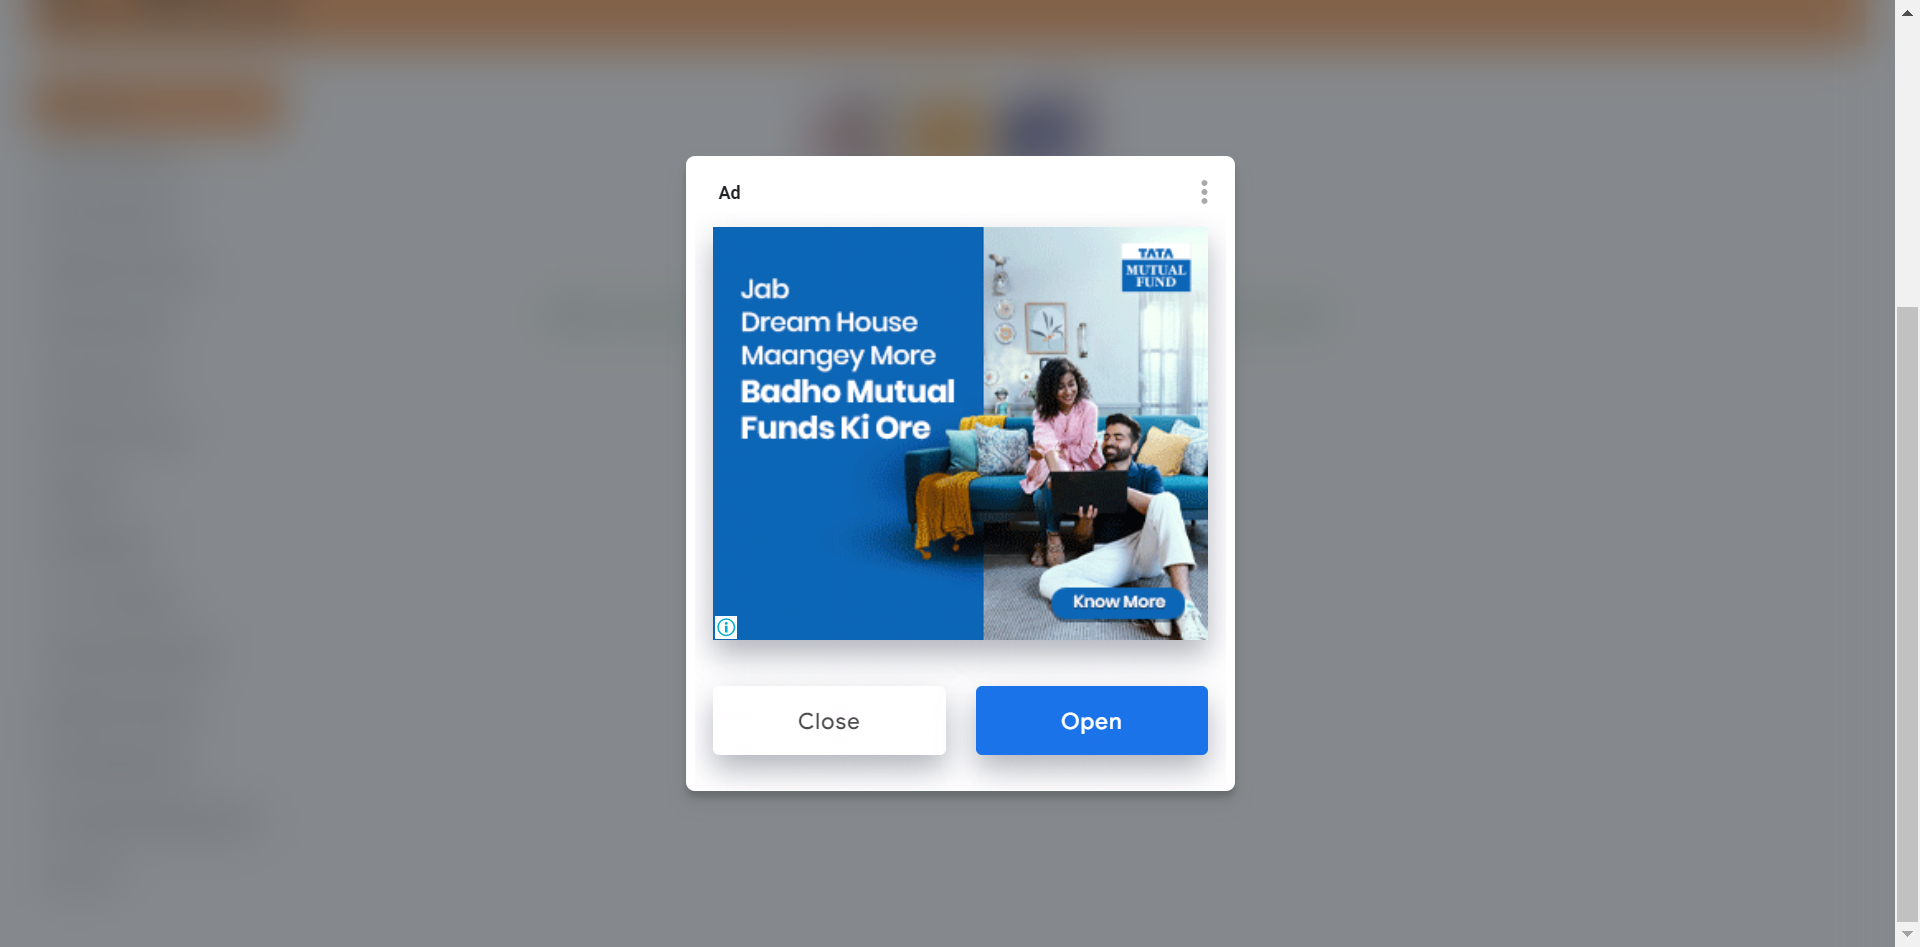 Ad
Jab
Dream House
Maangey More
Badho Mutual
Funds Ki Ore
TATA
MUTUAL
FUND
Know More
Close
Open